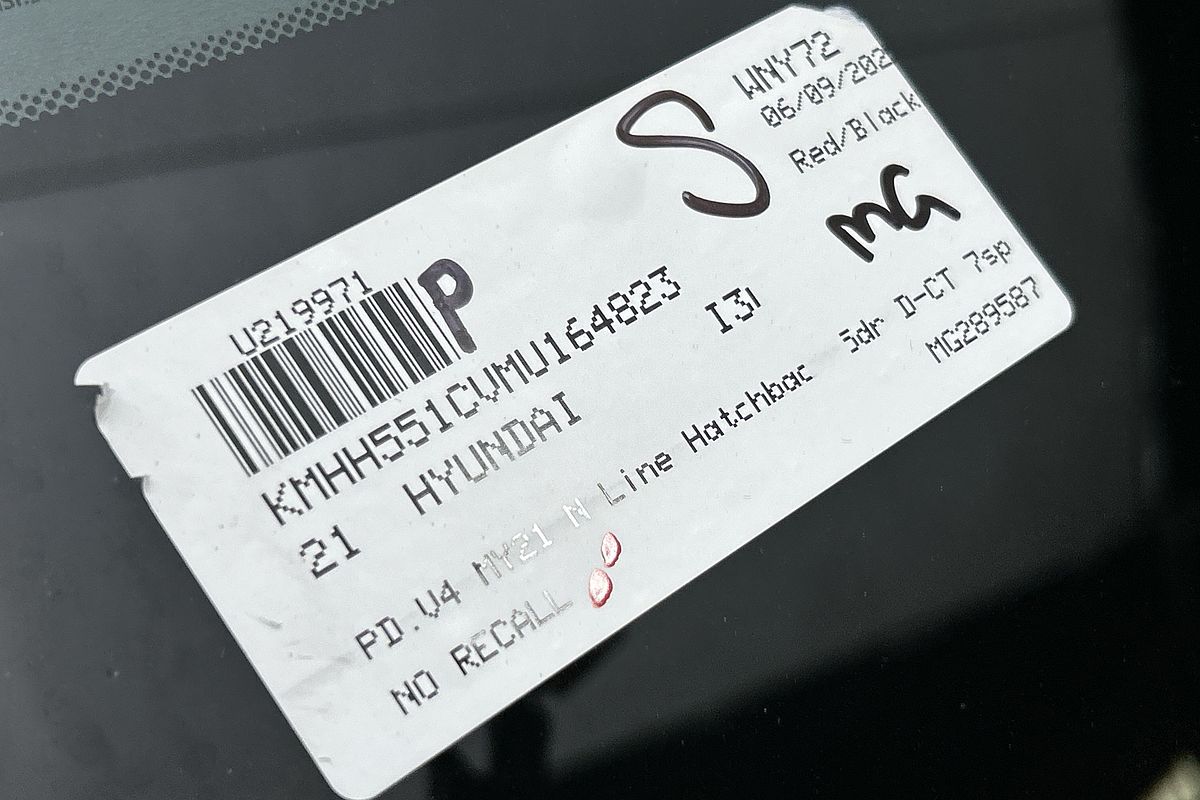 WNY72
06/09/202
Red/Black
S
MG
U219971
P
KMHH551CVMU164823
21 HYUNDAI I3
PD.V4 MY21 N Line Hatchbac 5dr D-CT 7sp
NO RECALL MG289587